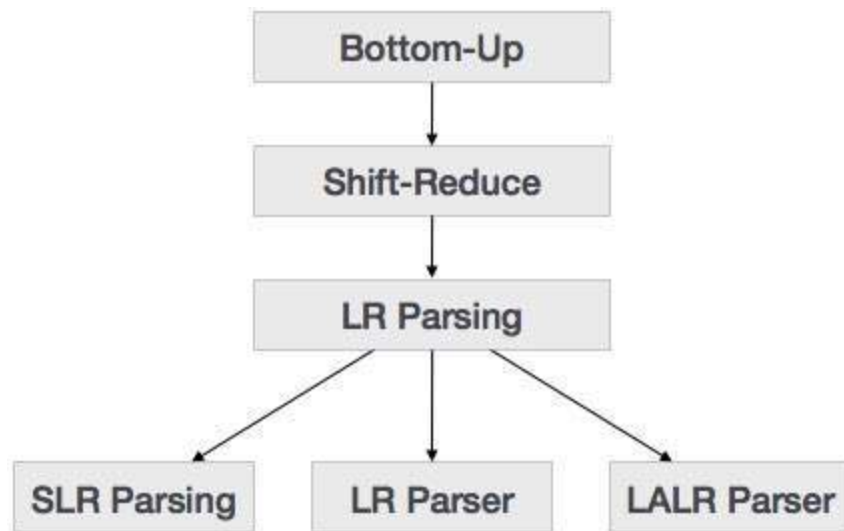 Bottom-Up
Shift-Reduce
LR Parsing
SLR Parsing
LR Parser
LALR Parser